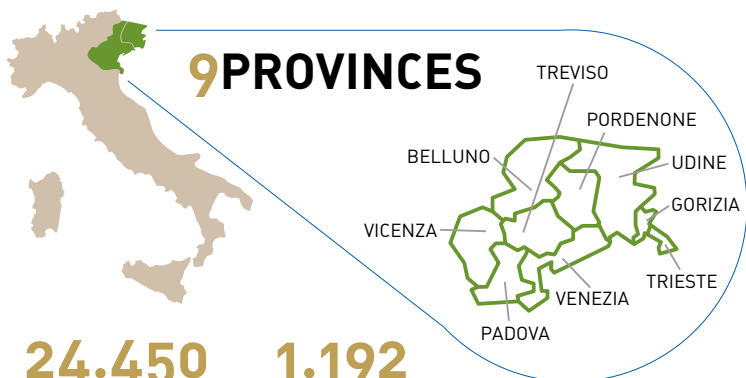 9PROVINCES
TREVISO
PORDENONE
BELLUNO
UDINE
GORIZIA
VICENZA
TRIESTE
VENEZIA
PADOVA
24.450 1.192